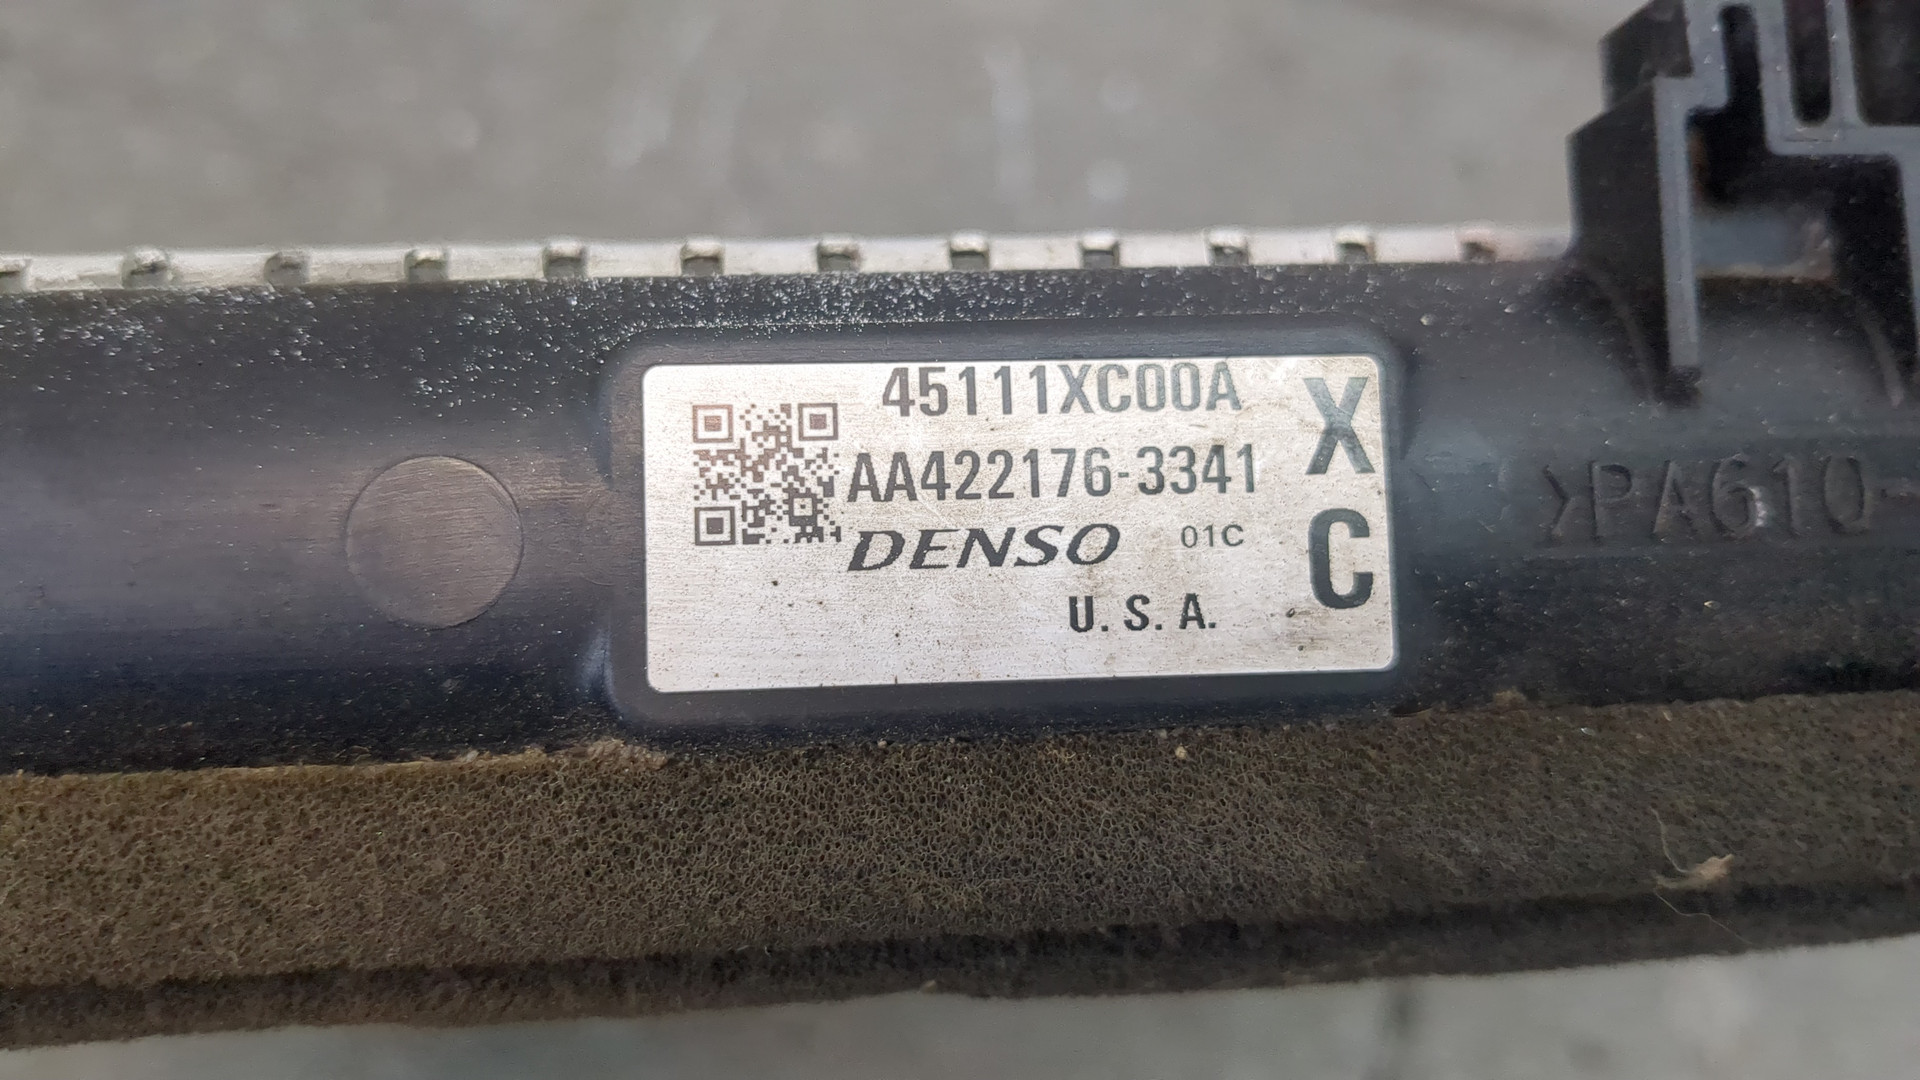 45111XC00A
AA422176-3341
DENSO 01C
U.S.A.
X
C
>PA610-